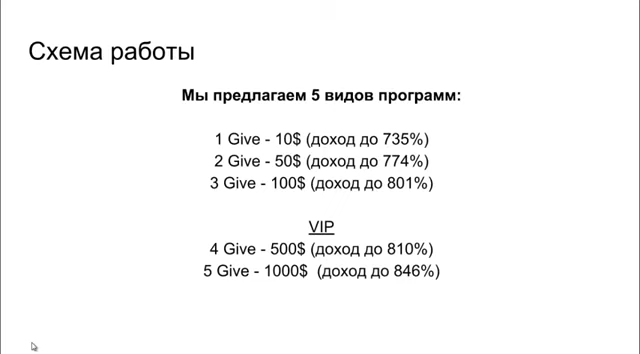 Схема работы
Мы предлагаем 5 видов программ:
1 Give - 10$ (доход до 735%)
2 Give - 50$ (доход до 774%)
3 Give - 100$ (доход до 801%)
VIP
4 Give - 500$ (доход до 810%)
5 Give - 1000$  (доход до 846%)